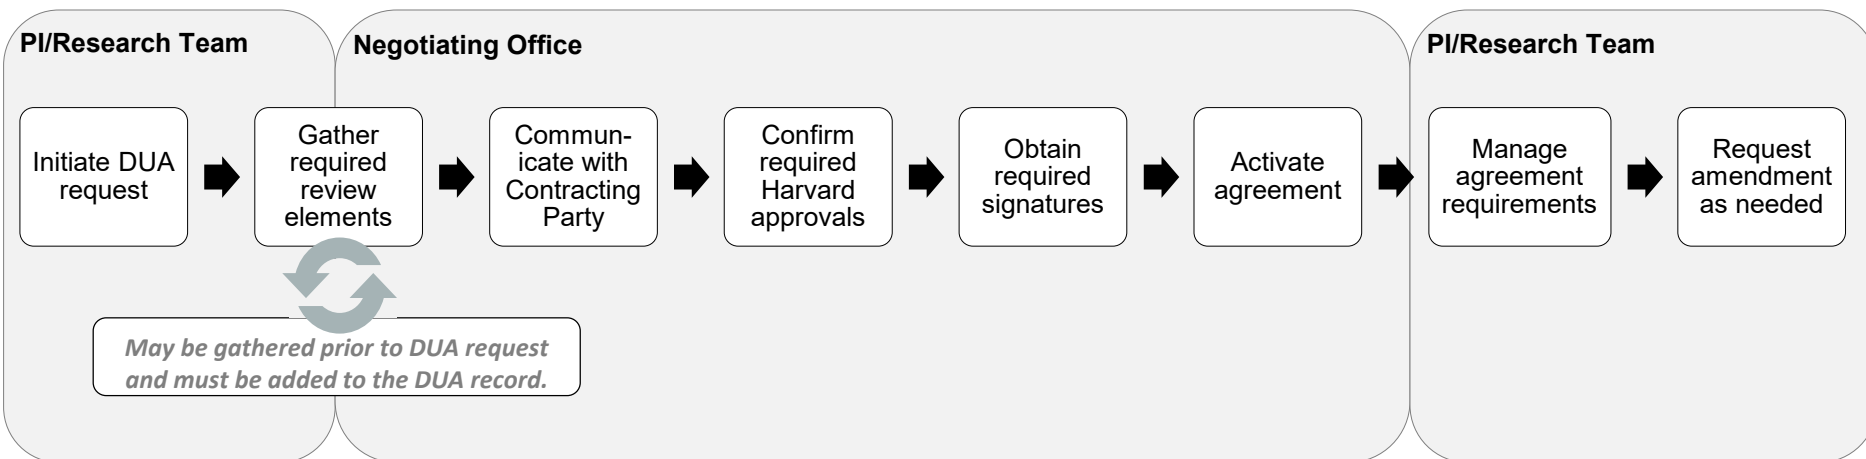 PI/Research Team
Negotiating Office
PI/Research Team
Initiate DUA
request
Gather
required
review
elements
Commun-
icate with
Contracting
Party
Confirm
required
Harvard
approvals
Obtain
required
signatures
Activate
agreement
Manage
agreement
requirements
Request
amendment
as needed
May be gathered prior to DUA request
and must be added to the DUA record.